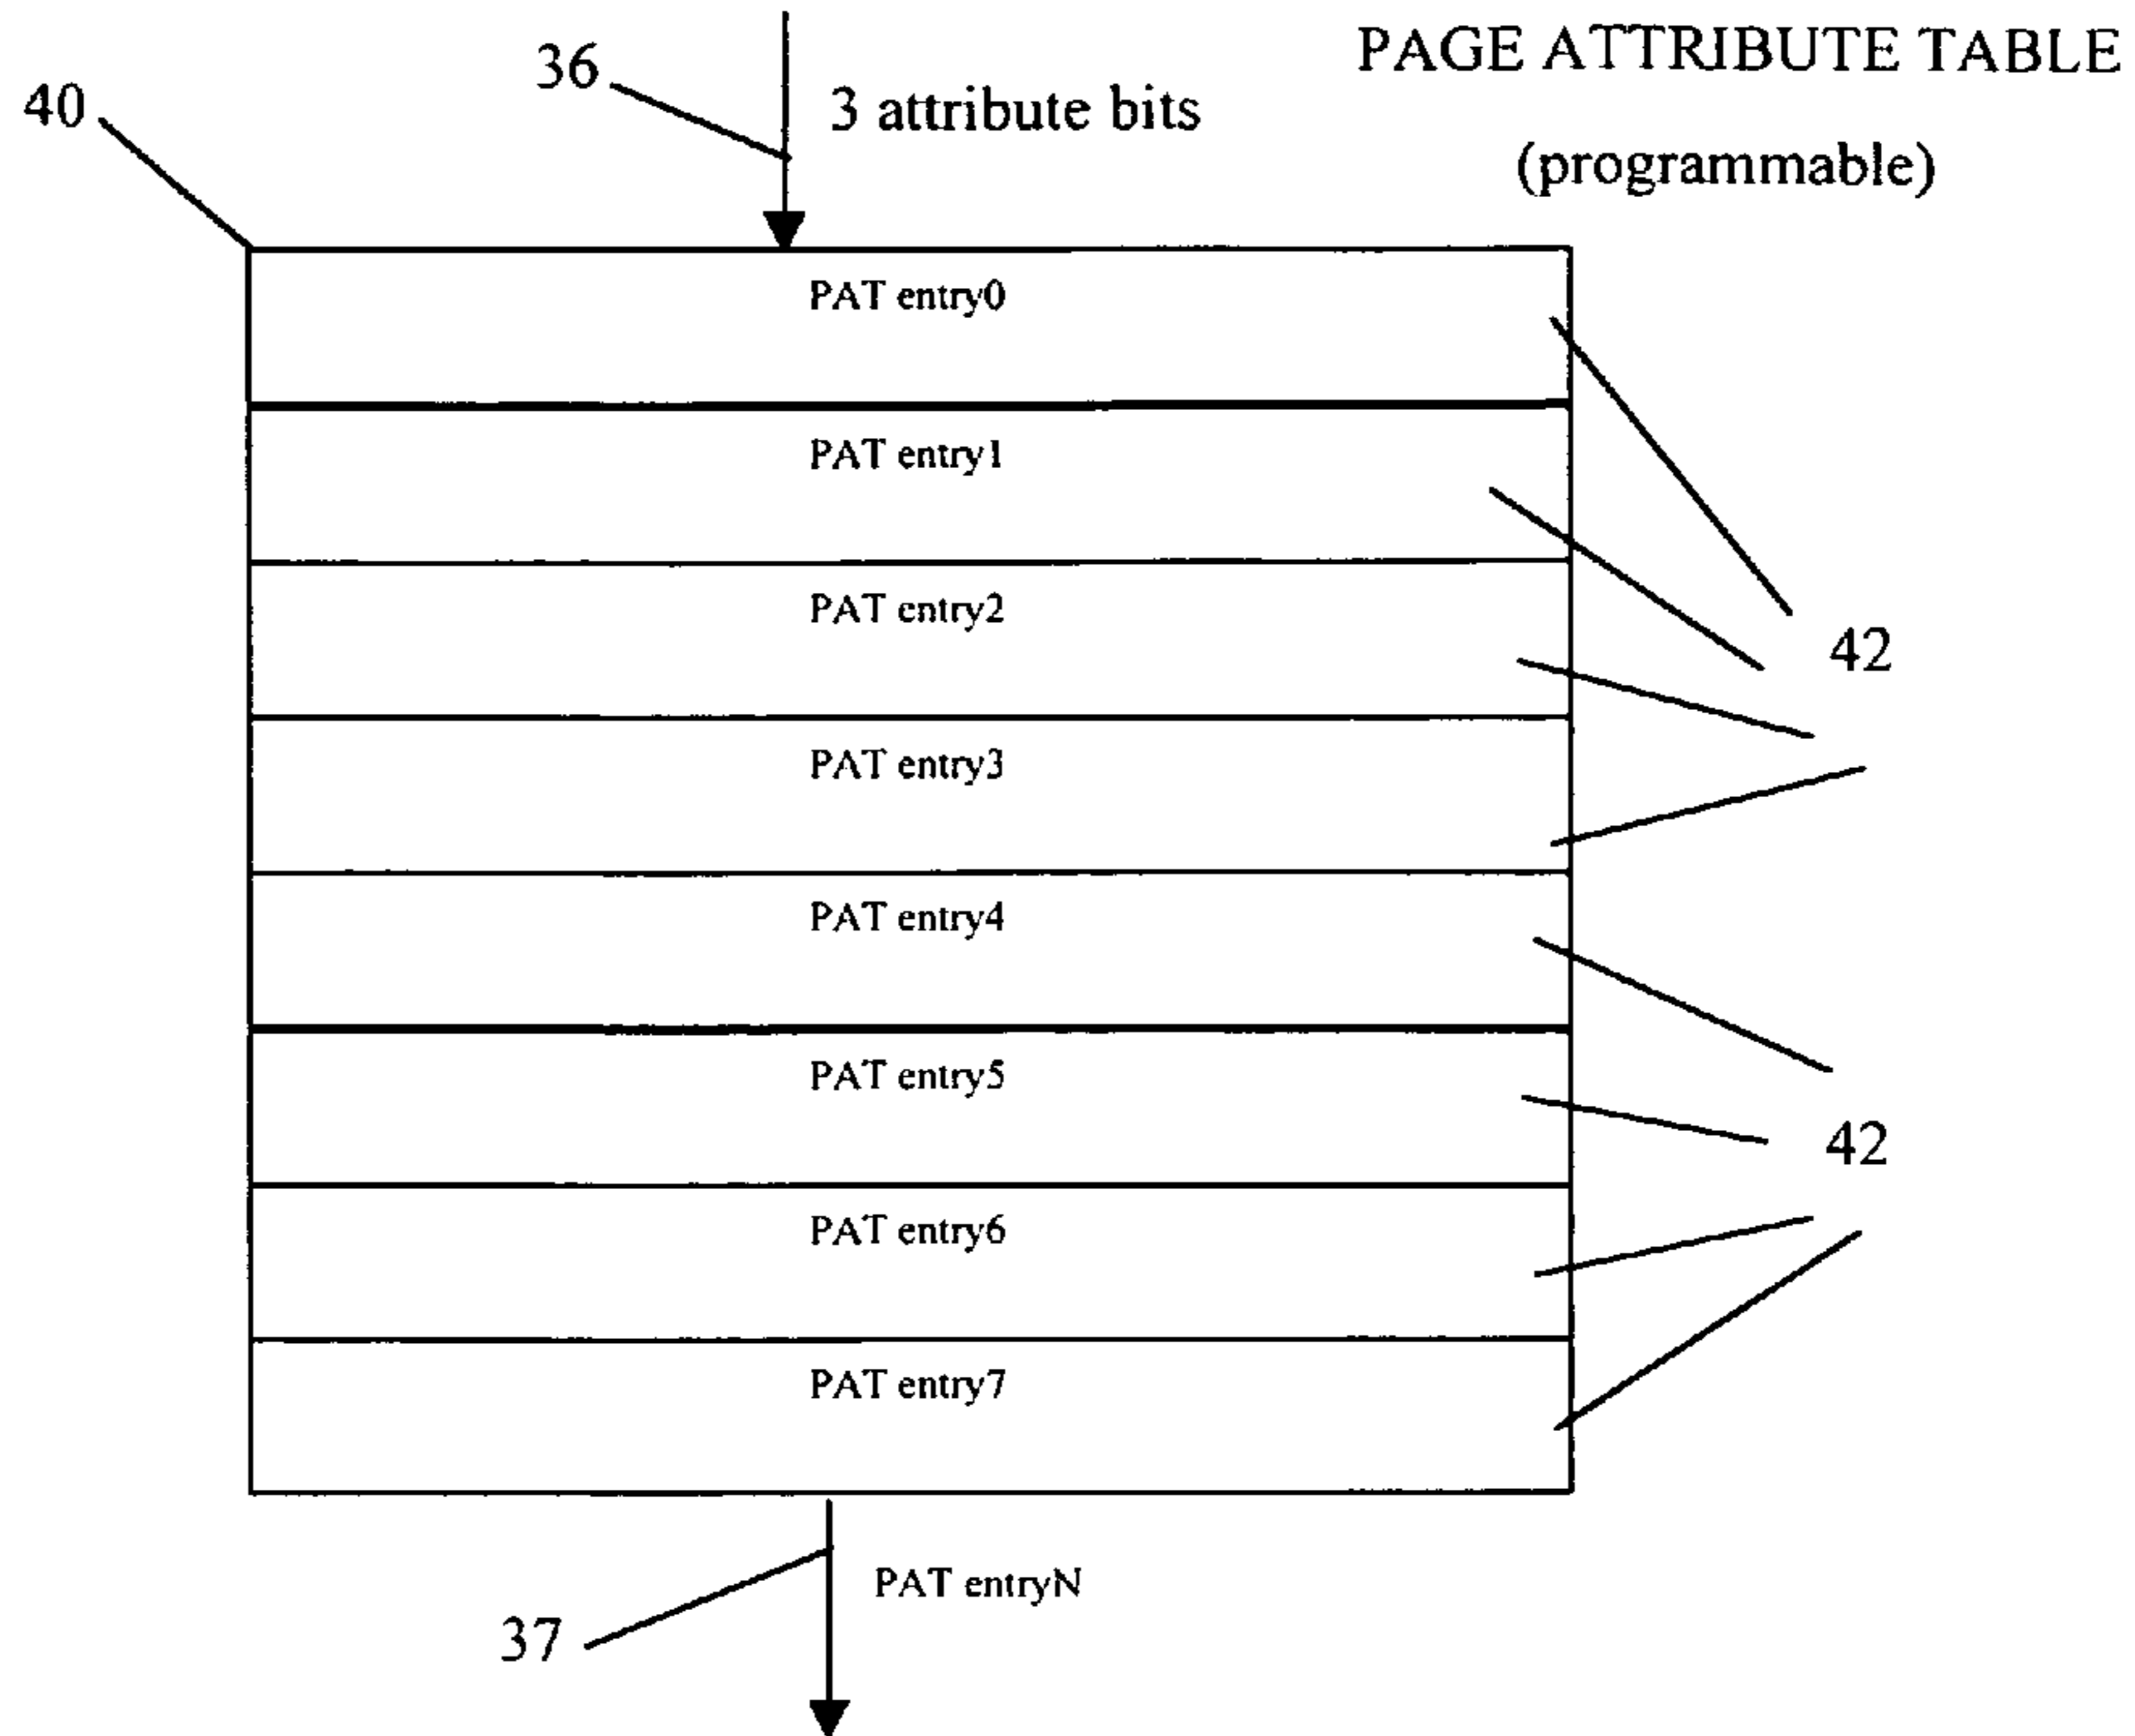 PAGE ATTRIBUTE TABLE
36
3 attribute bits
40
(programmable)
PAT entry0
PAT entry1
PAT entry2
42
PAT entry3
PAT entry4
PAT entry5
42
PAT entry6
PAT entry7
PAT entryN
37